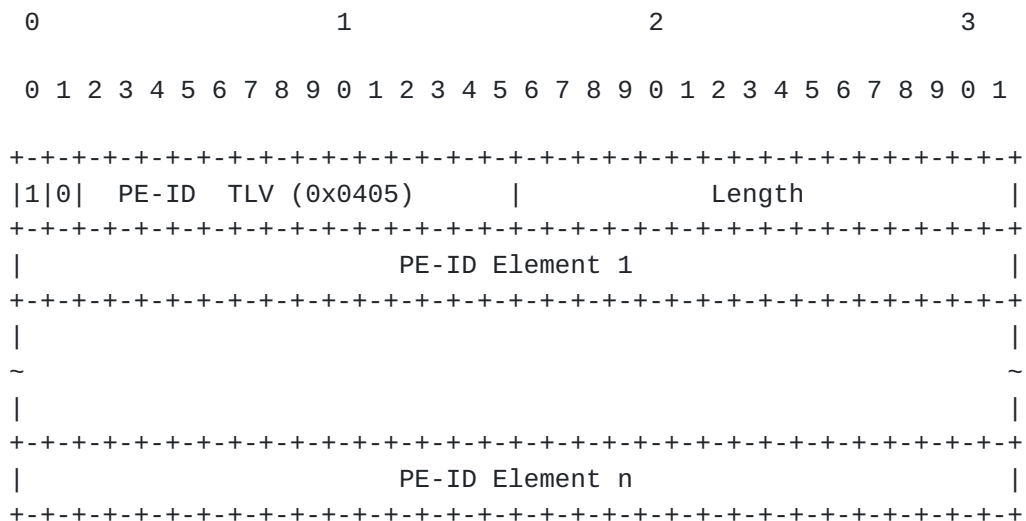 0                   1                   2                   3
 0 1 2 3 4 5 6 7 8 9 0 1 2 3 4 5 6 7 8 9 0 1 2 3 4 5 6 7 8 9 0 1
+-+-+-+-+-+-+-+-+-+-+-+-+-+-+-+-+-+-+-+-+-+-+-+-+-+-+-+-+-+-+-+-+
|1|0|  PE-ID  TLV (0x0405)      |            Length             |
+-+-+-+-+-+-+-+-+-+-+-+-+-+-+-+-+-+-+-+-+-+-+-+-+-+-+-+-+-+-+-+-+
|                        PE-ID Element 1                        |
+-+-+-+-+-+-+-+-+-+-+-+-+-+-+-+-+-+-+-+-+-+-+-+-+-+-+-+-+-+-+-+-+
|                                                               |
~                                                               ~
|                                                               |
+-+-+-+-+-+-+-+-+-+-+-+-+-+-+-+-+-+-+-+-+-+-+-+-+-+-+-+-+-+-+-+-+
|                        PE-ID Element n                        |
+-+-+-+-+-+-+-+-+-+-+-+-+-+-+-+-+-+-+-+-+-+-+-+-+-+-+-+-+-+-+-+-+